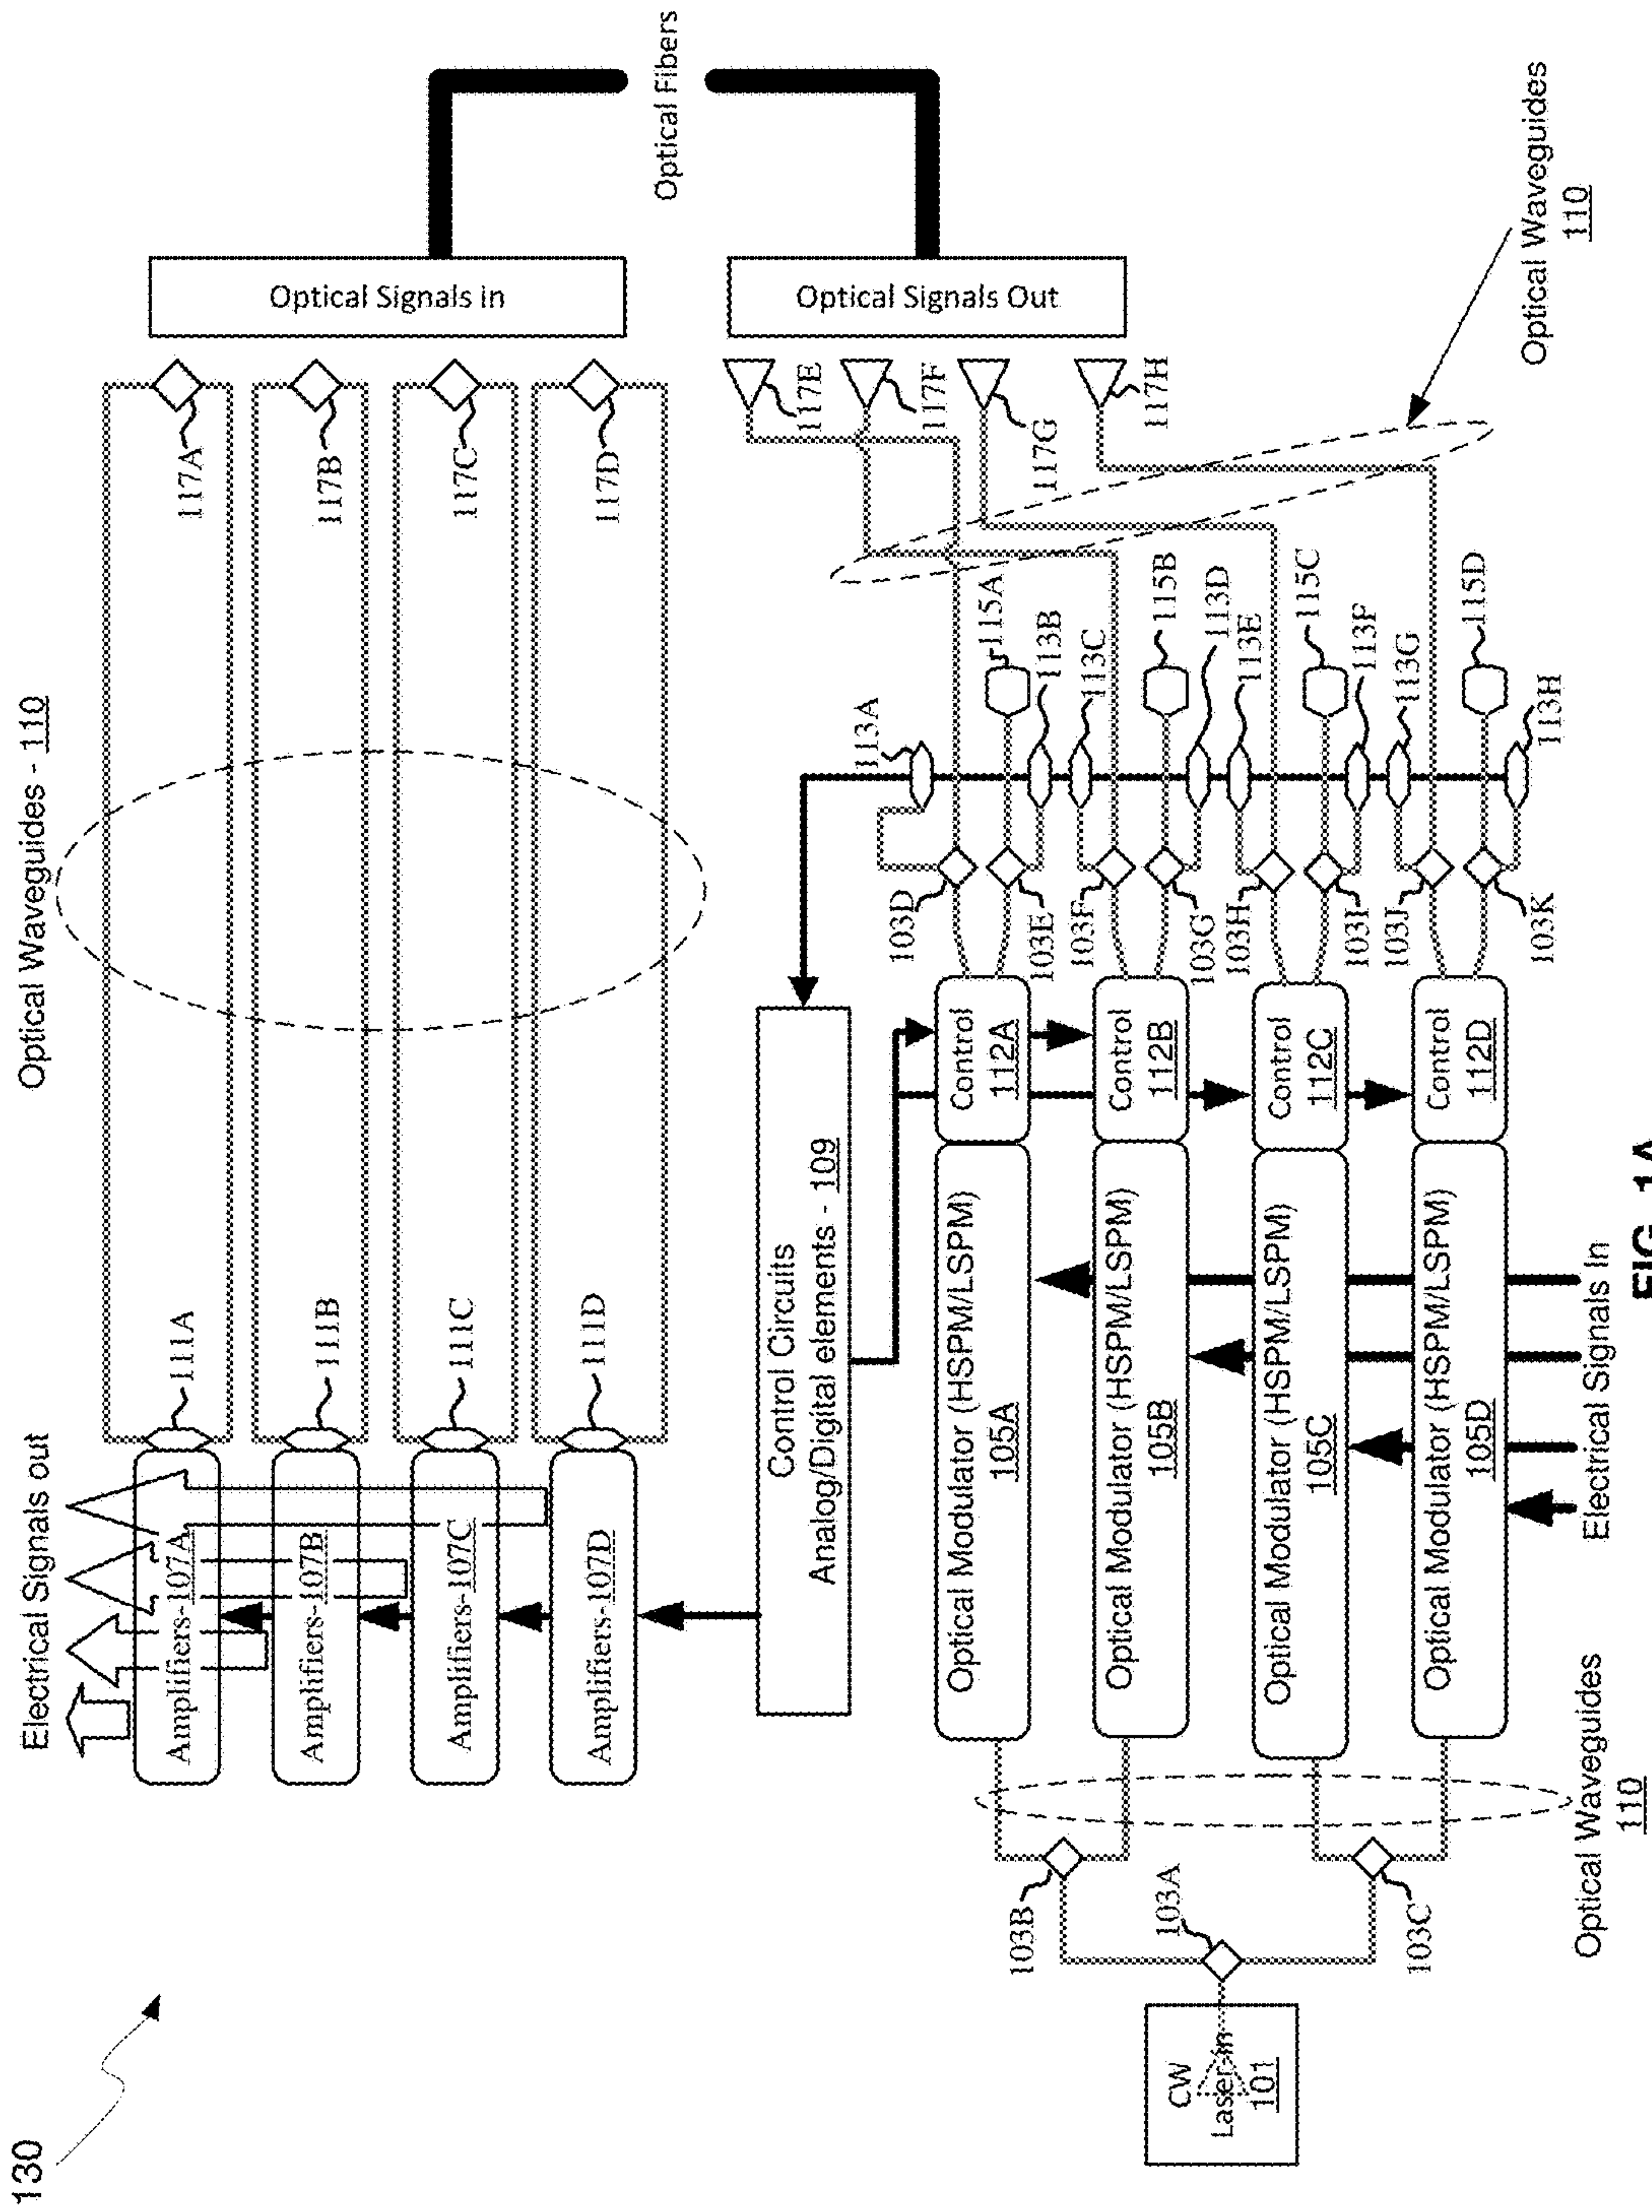 130
Electrical Signals out
Optical Waveguides - 110
Amplifiers-107A
111A
117A
Amplifiers-107B
111B
117B
Amplifiers-107C
111C
117C
Amplifiers-107D
111D
117D
Optical Signals in
Optical Fibers
Control Circuits
Analog/Digital elements - 109
Optical Signals Out
117E
117F
117G
117H
CW
Laser In
101
103A
103B
103C
Optical Waveguides
110
Optical Modulator (HSPM/LSPM)
105A
Control
112A
103D
103E
113A
115A
113B
Optical Modulator (HSPM/LSPM)
105B
Control
112B
103F
103G
113C
115B
113D
Optical Modulator (HSPM/LSPM)
105C
Control
112C
103H
103I
113E
115C
113F
Optical Modulator (HSPM/LSPM)
105D
Control
112D
103J
103K
113G
115D
113H
Electrical Signals In
Optical Waveguides
110
FIG. 1A